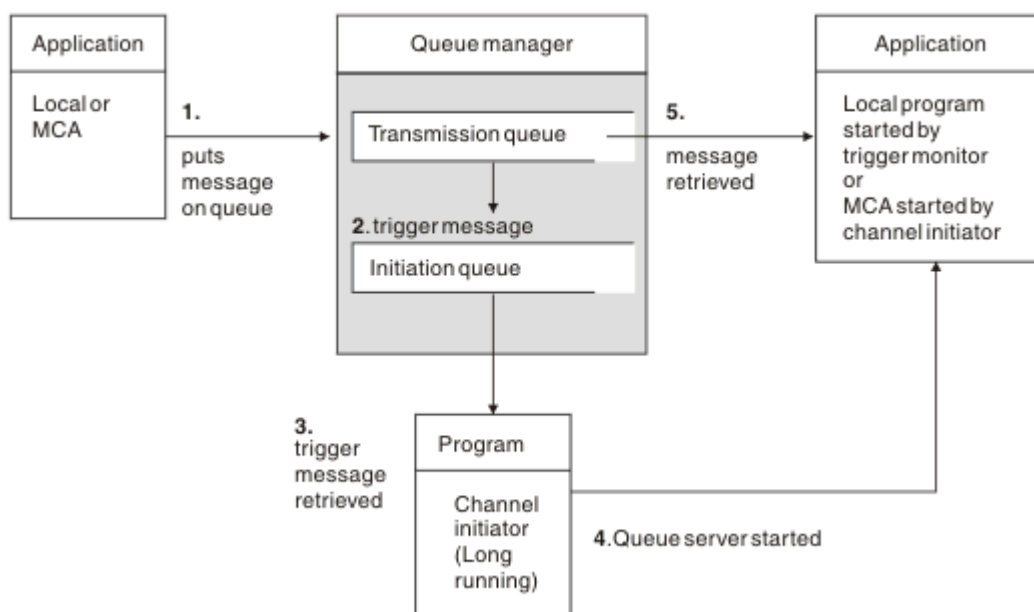 Application
Local or
MCA
1.
puts
message
on queue
Queue manager
Transmission queue
2. trigger message
Initiation queue
5.
message
retrieved
Application
Local program
started by
trigger monitor
or
MCA started by
channel initiator
3.
trigger
message
retrieved
Program
Channel
initiator
(Long
running)
4.Queue server started